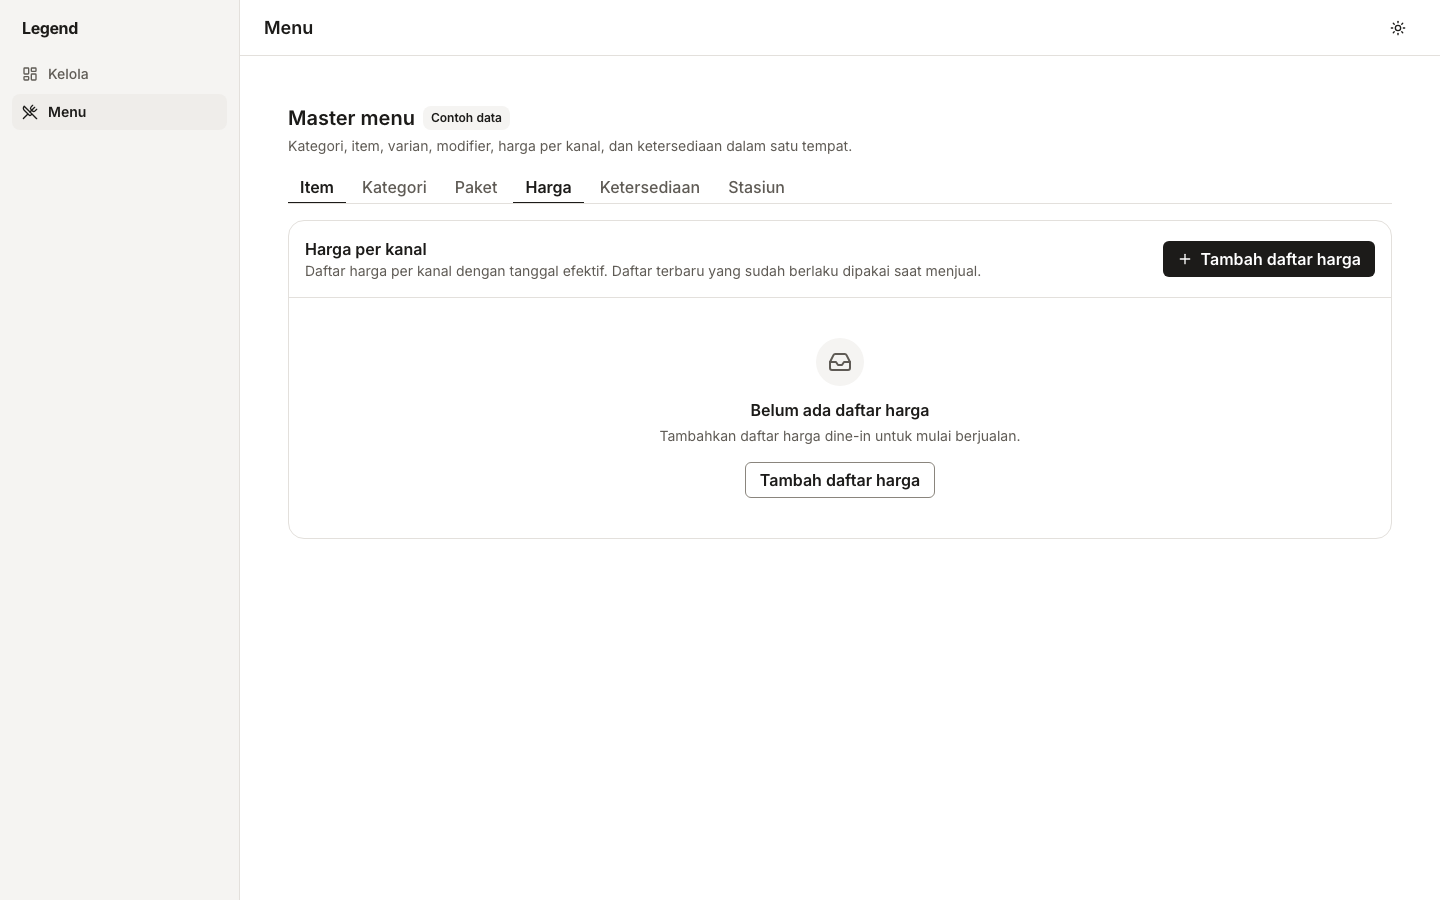 Legend
Kelola
Menu
Menu
Master menu
Contoh data
Kategori, item, varian, modifier, harga per kanal, dan ketersediaan dalam satu tempat.
Item
Kategori
Paket
Harga
Ketersediaan
Stasiun
Harga per kanal
Daftar harga per kanal dengan tanggal efektif. Daftar terbaru yang sudah berlaku dipakai saat menjual.
Tambah daftar harga
Belum ada daftar harga
Tambahkan daftar harga dine-in untuk mulai berjualan.
Tambah daftar harga